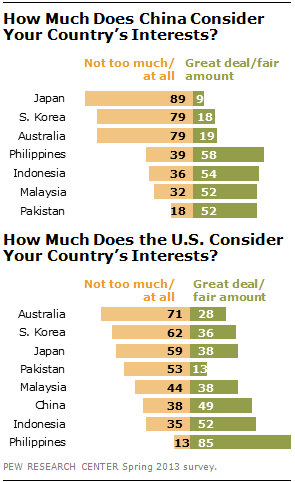 How Much Does China Consider
Your Country's Interests?
Not too much/ Great deal/fair
at all amount
Japan 89 9
S. Korea 79 18
Australia 79 19
Philippines 39 58
Indonesia 36 54
Malaysia 32 52
Pakistan 18 52
How Much Does the U.S. Consider
Your Country's Interests?
Not too much/ Great deal/
at all fair amount
Australia 71 28
S. Korea 62 36
Japan 59 38
Pakistan 53 13
Malaysia 44 38
China 38 49
Indonesia 35 52
Philippines 13 85
PEW RESEARCH CENTER Spring 2013 survey.